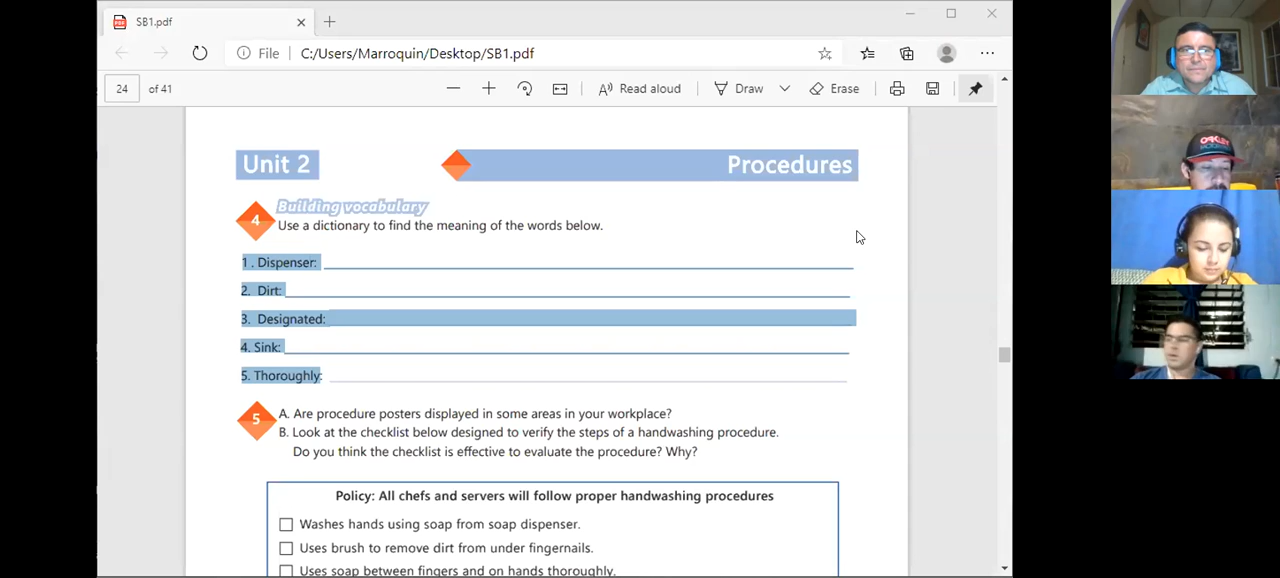 SB1.pdf
File C:/Users/Marroquin/Desktop/SB1.pdf
24 of 41 Read aloud Draw Erase
Unit 2 Procedures
4 Building vocabulary
Use a dictionary to find the meaning of the words below.
1 . Dispenser:
2. Dirt:
3. Designated:
4. Sink:
5. Thoroughly:
5 A. Are procedure posters displayed in some areas in your workplace?
B. Look at the checklist below designed to verify the steps of a handwashing procedure.
Do you think the checklist is effective to evaluate the procedure? Why?
Policy: All chefs and servers will follow proper handwashing procedures
Washes hands using soap from soap dispenser.
Uses brush to remove dirt from under fingernails.
Uses soap between fingers and on hands thoroughly.
OAKLEY